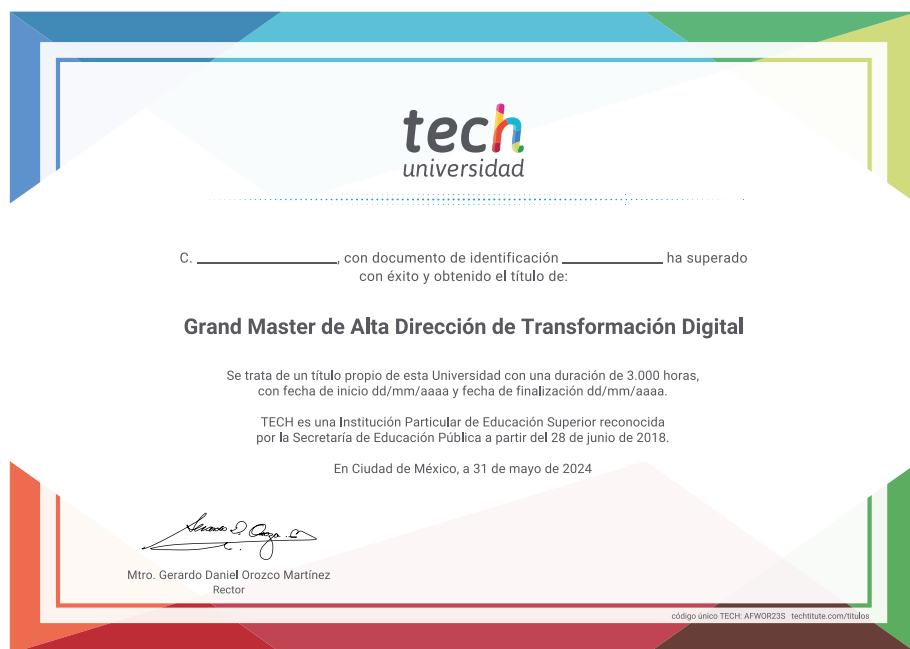 tech
universidad
C. ____________, con documento de identificación ____________ ha superado
con éxito y obtenido el título de:
Grand Master de Alta Dirección de Transformación Digital
Se trata de un título propio de esta Universidad con una duración de 3.000 horas,
con fecha de inicio dd/mm/aaaa y fecha de finalización dd/mm/aaaa.
TECH es una Institución Particular de Educación Superior reconocida
por la Secretaría de Educación Pública a partir del 28 de junio de 2018.
En Ciudad de México, a 31 de mayo de 2024
Mtro. Gerardo Daniel Orozco Martínez
Rector
código único TECH: AFWOR23S techtitute.com/titulos